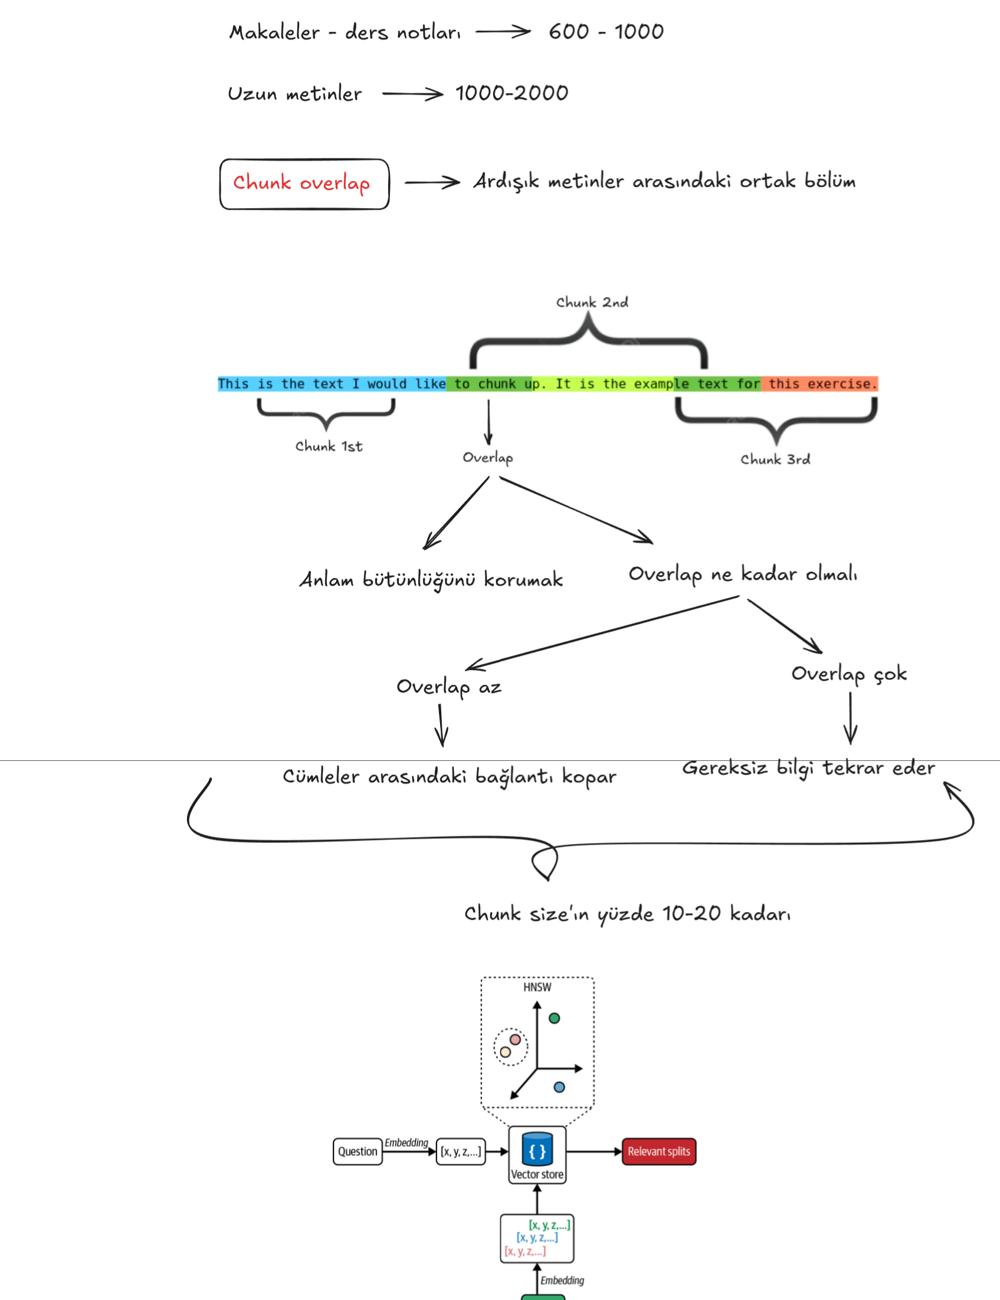 Makaleler - ders notları 600 - 1000
Uzun metinler 1000-2000
Chunk overlap Ardışık metinler arasındaki ortak bölüm
Chunk 2nd
This is the text I would like to chunk up. It is the example text for this exercise.
Chunk 1st
Overlap
Chunk 3rd
Anlam bütünlüğünü korumak
Overlap ne kadar olmalı
Overlap az
Overlap çok
Cümleler arasındaki bağlantı kopar
Gereksiz bilgi tekrar eder
Chunk size'ın yüzde 10-20 kadarı
HNSW
Question
Embedding
[x, y, z,...]
{ }
Vector store
Relevant splits
[x, y, z,...]
[x, y, z,...]
[x, y, z,...]
Embedding